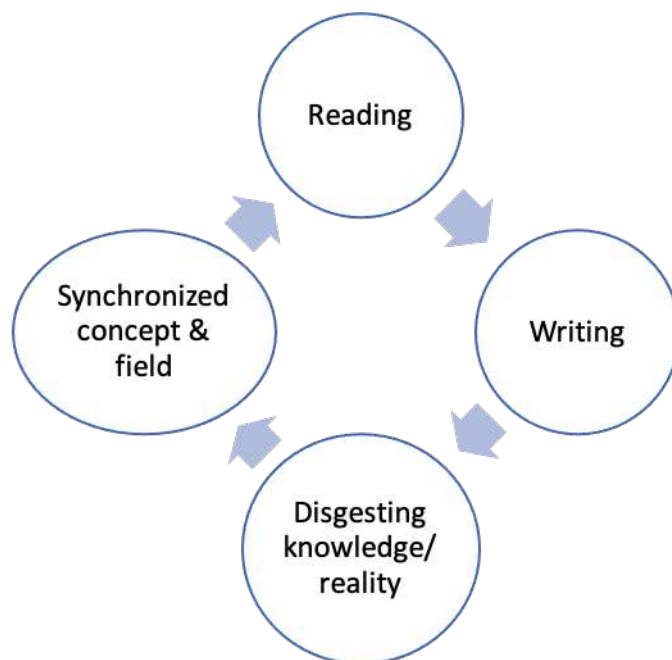 Reading
Writing
Disgesting
knowledge/
reality
Synchronized
concept &
field